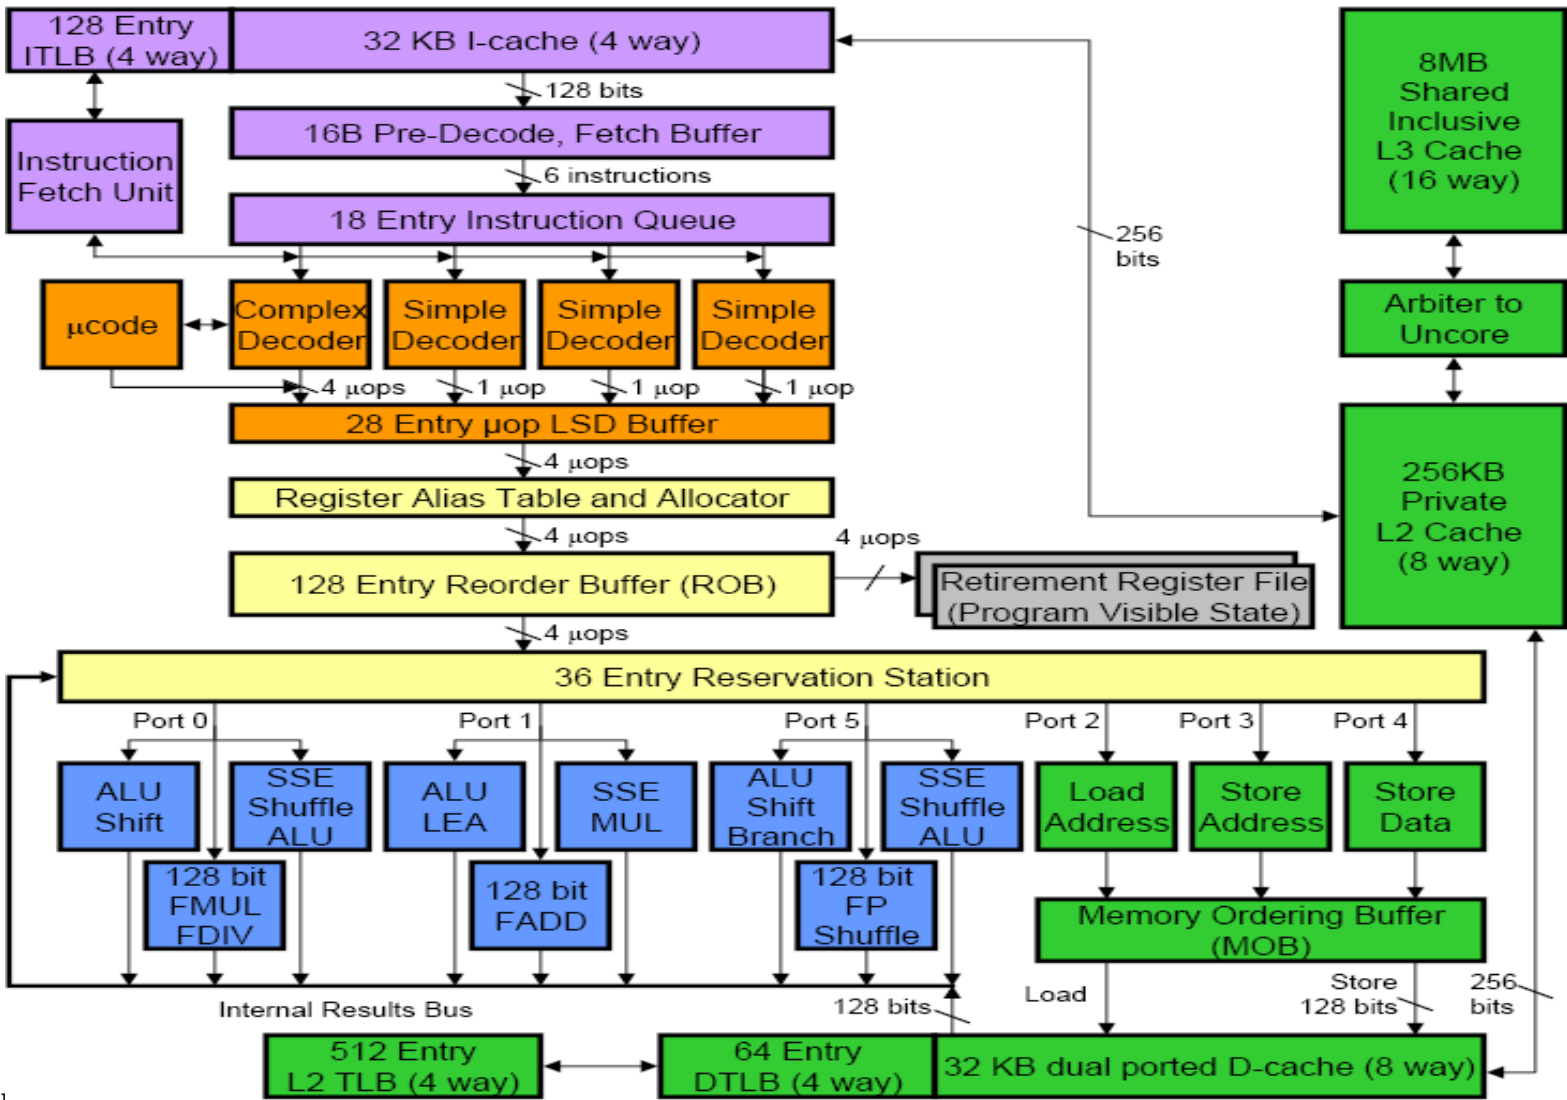 128 Entry
ITLB (4 way)
32 KB I-cache (4 way)
128 bits
16B Pre-Decode, Fetch Buffer
Instruction
Fetch Unit
6 instructions
18 Entry Instruction Queue
μcode
Complex
Decoder
Simple
Decoder
Simple
Decoder
Simple
Decoder
4 μops
1 μop
1 μop
1 μop
28 Entry μop LSD Buffer
4 μops
Register Alias Table and Allocator
4 μops
128 Entry Reorder Buffer (ROB)
4 μops
Retirement Register File
(Program Visible State)
4 μops
256
bits
8MB
Shared
Inclusive
L3 Cache
(16 way)
Arbiter to
Uncore
256KB
Private
L2 Cache
(8 way)
36 Entry Reservation Station
Port 0
Port 1
Port 5
Port 2
Port 3
Port 4
ALU
Shift
SSE
Shuffle
ALU
128 bit
FMUL
FDIV
ALU
LEA
SSE
MUL
128 bit
FADD
ALU
Shift
Branch
SSE
Shuffle
ALU
128 bit
FP
Shuffle
Load
Address
Store
Address
Store
Data
Memory Ordering Buffer
(MOB)
Internal Results Bus
128 bits
Load
Store
128 bits
256
bits
512 Entry
L2 TLB (4 way)
64 Entry
DTLB (4 way)
32 KB dual ported D-cache (8 way)